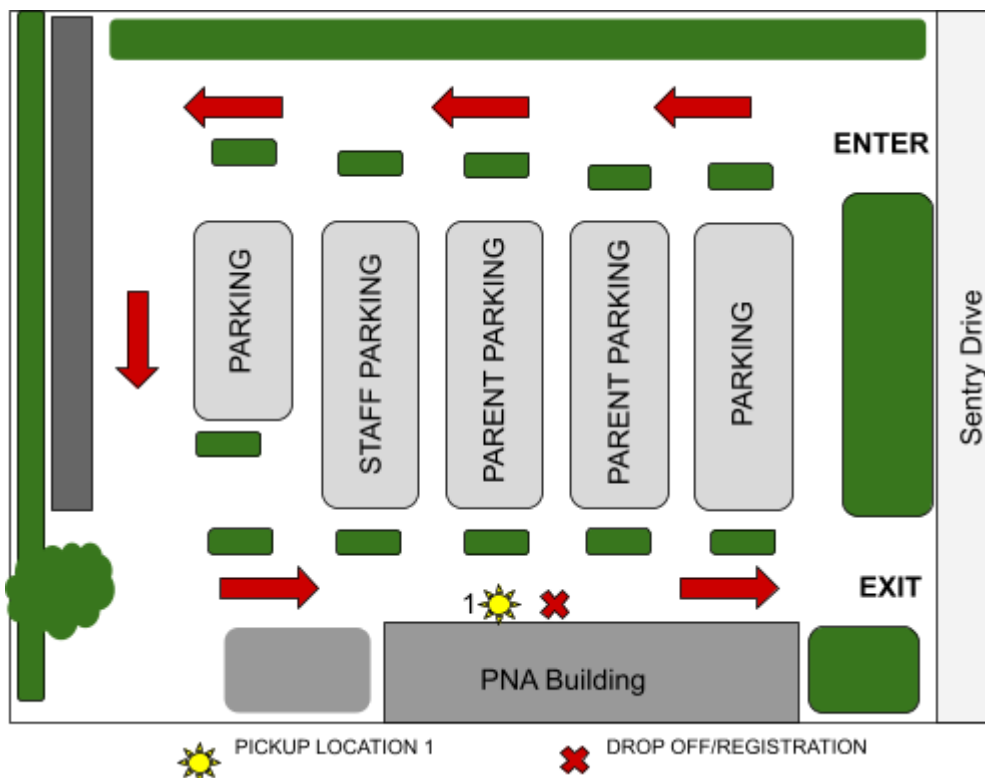 ENTER
PARKING
STAFF PARKING
PARENT PARKING
PARENT PARKING
PARKING
Sentry Drive
EXIT
1
PNA Building
PICKUP LOCATION 1
DROP OFF/REGISTRATION